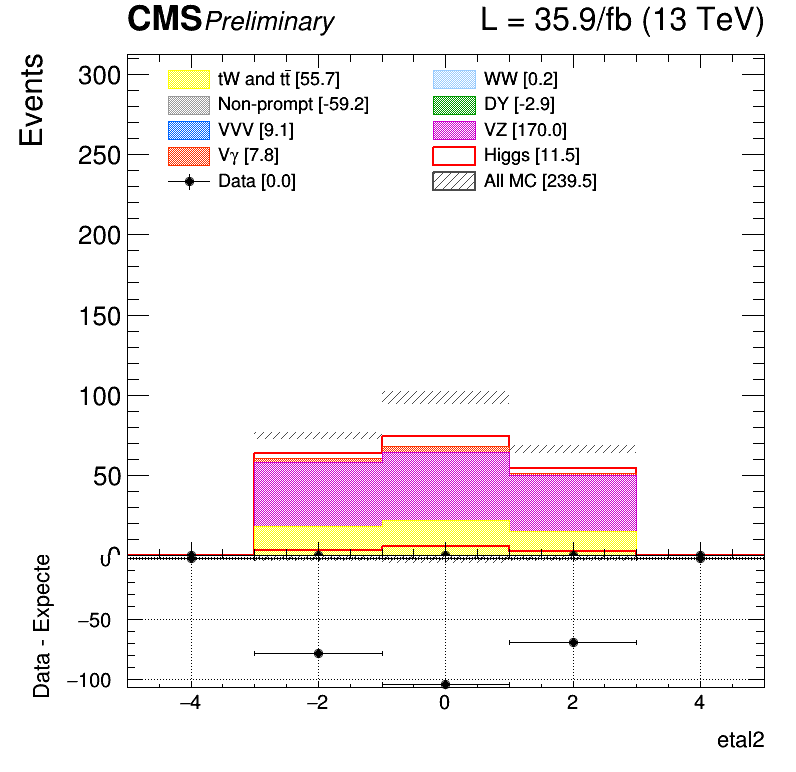 CMS Preliminary L = 35.9/fb (13 TeV)
Events
300
250
200
150
100
50
0
tW and tt̄ [55.7] WW [0.2]
Non-prompt [-59.2] DY [-2.9]
VVV [9.1] VZ [170.0]
Vγ [7.8] Higgs [11.5]
Data [0.0] All MC [239.5]
Data - Expecte
0
−50
−100
−4 −2 0 2 4
etal2